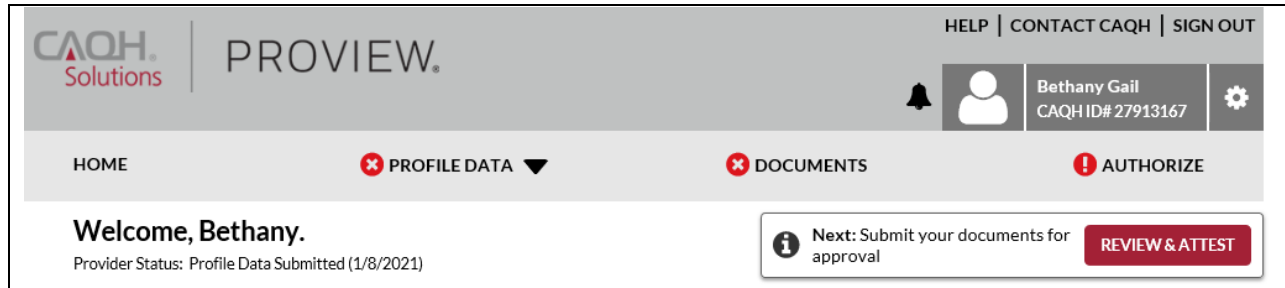 HELP | CONTACT CAQH | SIGN OUT
CAQH®
Solutions
PROVIEW®
Bethany Gail
CAQH ID# 27913167
HOME
PROFILE DATA
DOCUMENTS
AUTHORIZE
Welcome, Bethany.
Provider Status: Profile Data Submitted (1/8/2021)
Next: Submit your documents for
approval
REVIEW & ATTEST